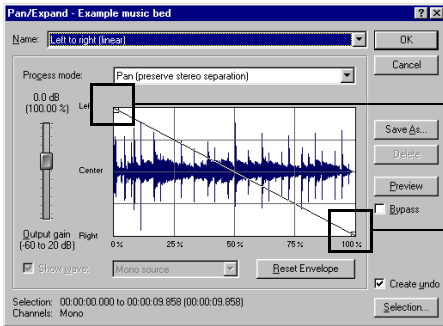 Pan/Expand - Example music bed
Name: Left to right (linear)
OK
Cancel
Process mode: Pan (preserve stereo separation)
0.0 dB
(100.00 %)
Left
Center
Right
Output gain
(-60 to 20 dB)
0 % 25% 50% 75% 100 %
Save As...
Delete
Preview
Bypass
Show wave: Mono source
Reset Envelope
Create undo
Selection: 00:00:00.000 to 00:00:09.858 (00:00:09.858)
Channels: Mono
Selection...